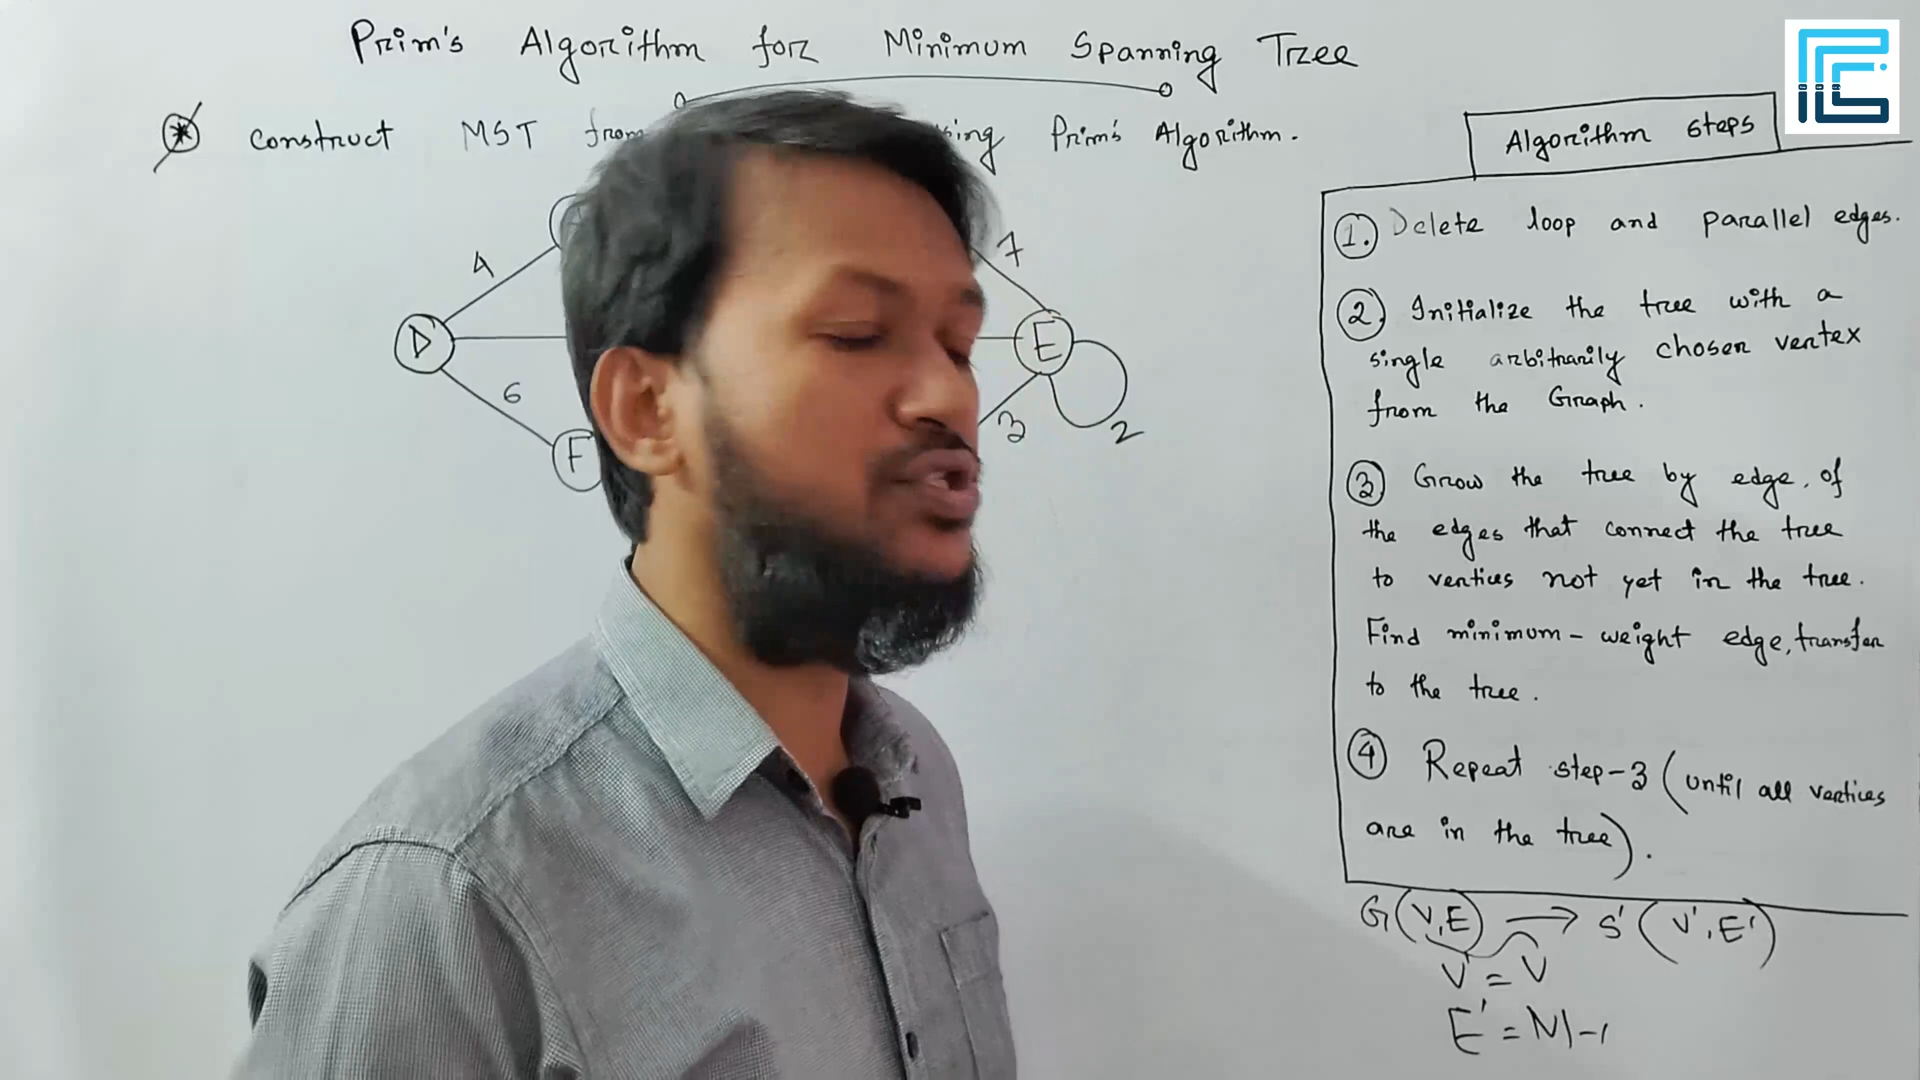 Prim's Algorithm for Minimum Spanning Tree
* construct MST from sing Prim's Algorithm.
4
7
D
E
6
3
2
F
Algorithm steps
1. Delete loop and parallel edges.
2. Initialize the tree with a
single arbitrarily chosen vertex
from the Graph.
3 Grow the tree by edge, of
the edges that connect the tree
to vertices not yet in the tree.
Find minimum-weight edge, transfer
to the tree.
4 Repeat step-3 (until all vertices
are in the tree).
G(V,E) → S'(V',E')
V' = V
E' = |V|-1